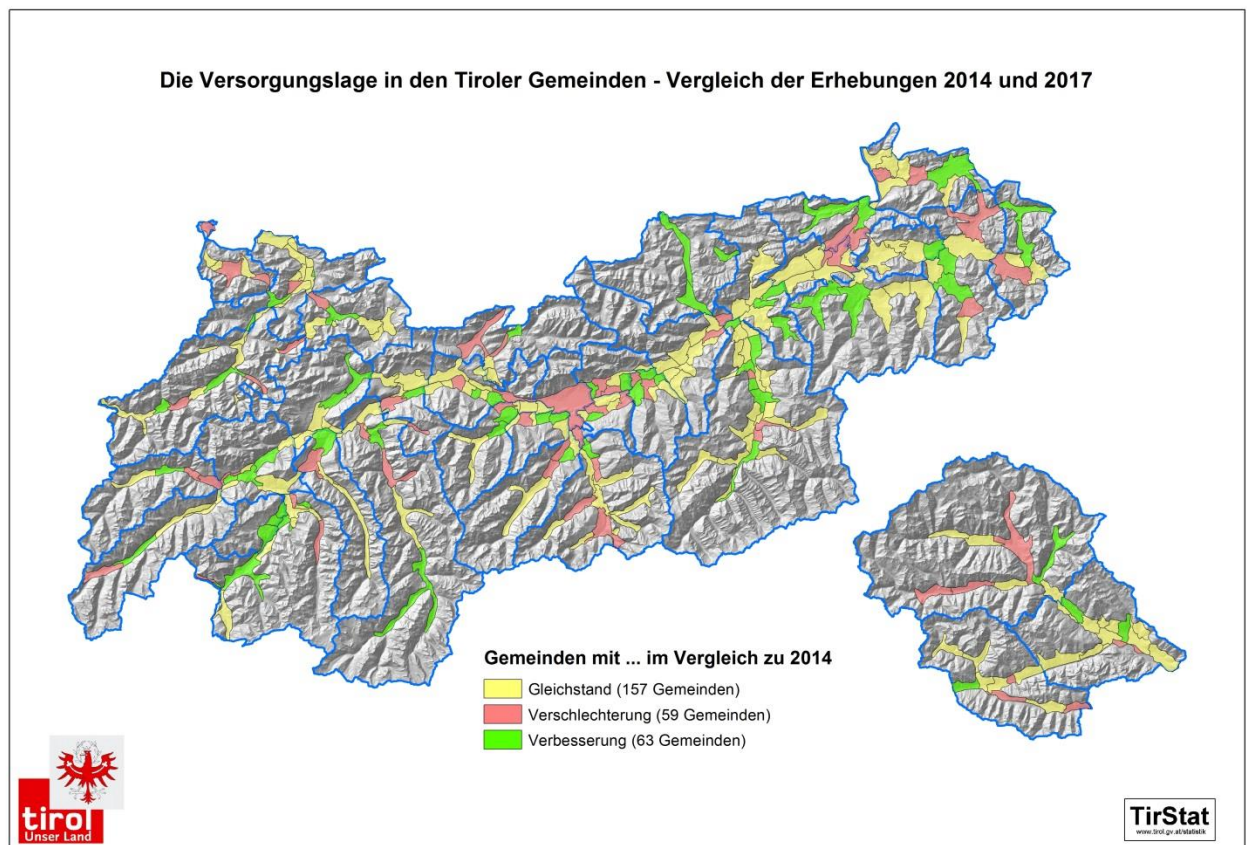 Die Versorgungslage in den Tiroler Gemeinden - Vergleich der Erhebungen 2014 und 2017
Gemeinden mit ... im Vergleich zu 2014
Gleichstand (157 Gemeinden)
Verschlechterung (59 Gemeinden)
Verbesserung (63 Gemeinden)
tirol
Unser Land
TirStat
www.tirol.gv.at/statistik